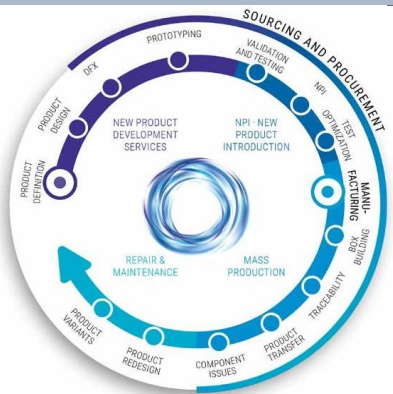 SOURCING AND PROCUREMENT
PRODUCT
DEFINITION
PRODUCT
DESIGN
DFX
PROTOTYPING
VALIDATION
AND TESTING
NPI
TEST
OPTIMIZATION
MANU-
FACTURING
BOX
BUILDING
TRACEABILITY
PRODUCT
TRANSFER
COMPONENT
ISSUES
PRODUCT
REDESIGN
PRODUCT
VARIANTS
NEW PRODUCT
DEVELOPMENT
SERVICES
NPI - NEW
PRODUCT
INTRODUCTION
REPAIR &
MAINTENANCE
MASS
PRODUCTION